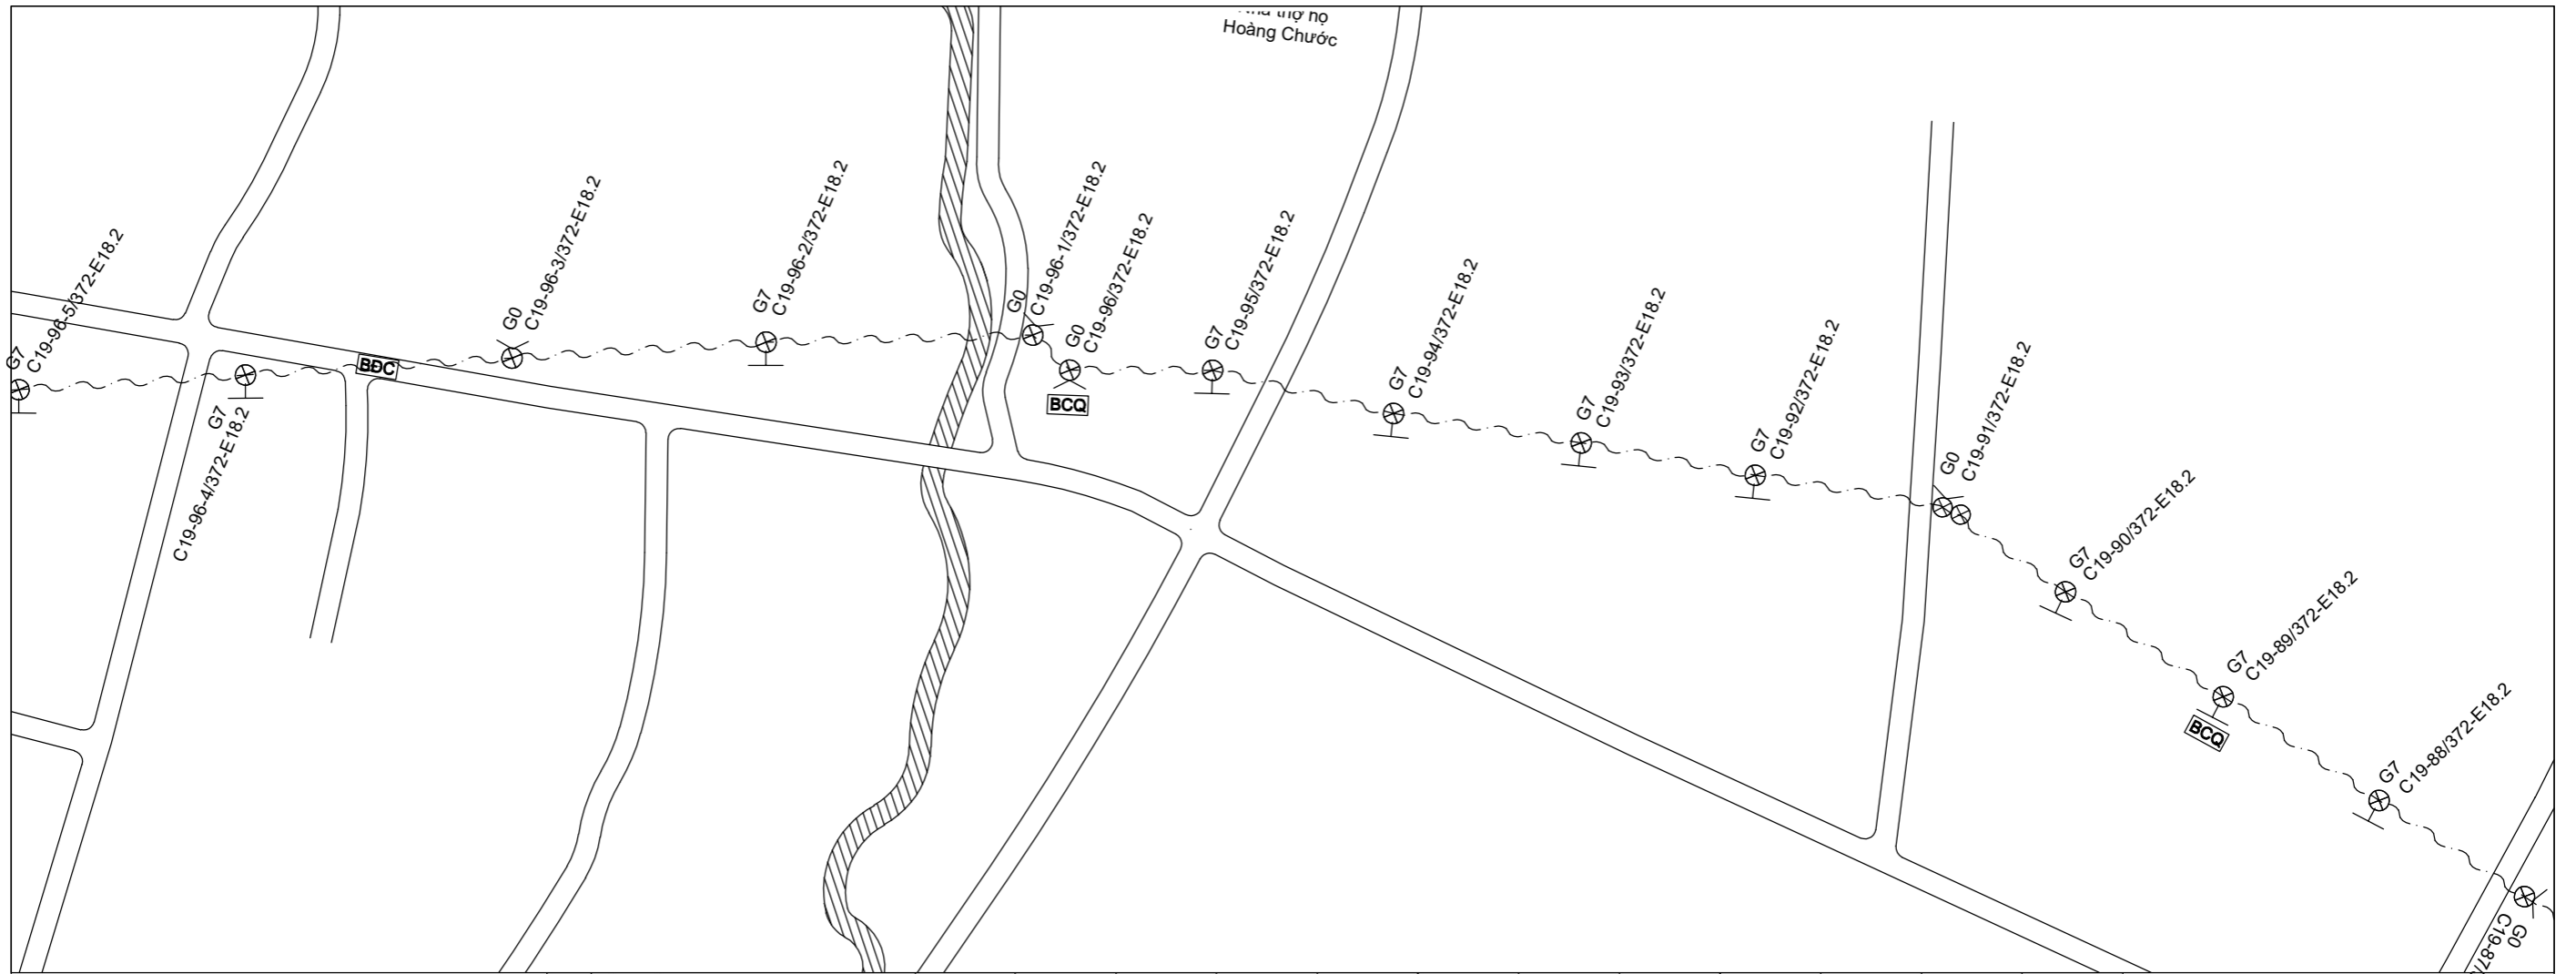 Nhà thợ họ
Hoàng Chước
G7
C19-96-5/372-E18.2
G7
C19-96-4/372-E18.2
BĐC
G0
C19-96-3/372-E18.2
G7
C19-96-2/372-E18.2
G0
C19-96-1/372-E18.2
G0
C19-96/372-E18.2
BCQ
G7
C19-95/372-E18.2
G7
C19-94/372-E18.2
G7
C19-93/372-E18.2
G7
C19-92/372-E18.2
G0
C19-91/372-E18.2
G7
C19-90/372-E18.2
G7
C19-89/372-E18.2
BCQ
G7
C19-88/372-E18.2
G0
C19-87/